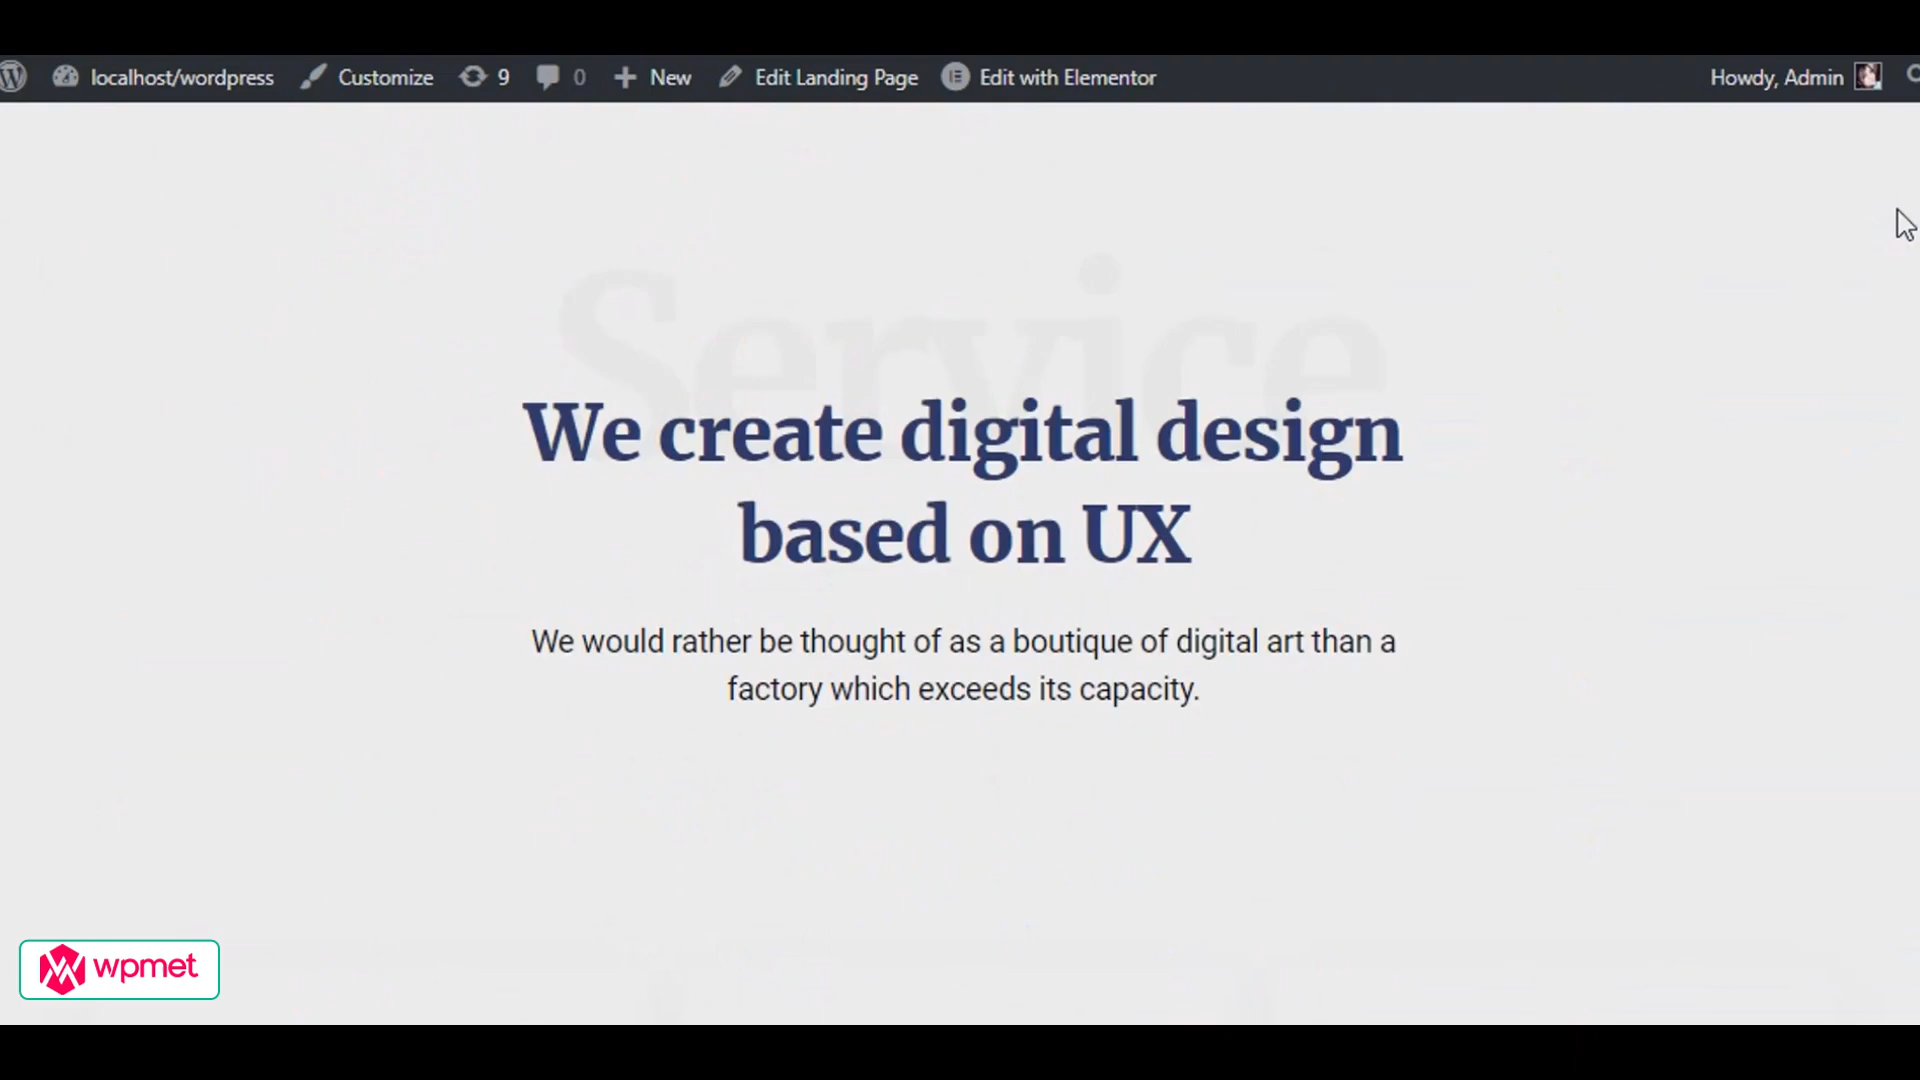 localhost/wordpress Customize 9 0 New Edit Landing Page Edit with Elementor Howdy, Admin
Service
We create digital design
based on UX
We would rather be thought of as a boutique of digital art than a
factory which exceeds its capacity.
wpmet